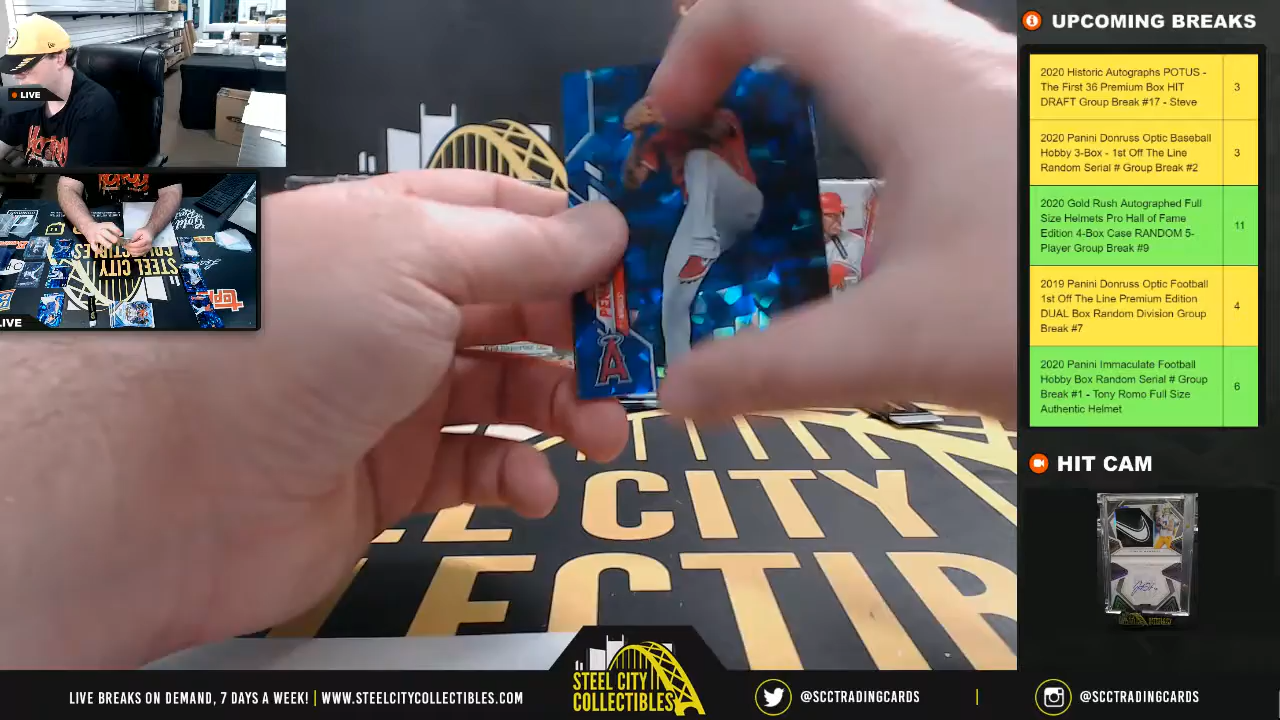 LIVE
LIVE
STEEL CITY
A
EL CITY
LECTIB
UPCOMING BREAKS
2020 Historic Autographs POTUS -
The First 36 Premium Box HIT
DRAFT Group Break #17 - Steve
3
2020 Panini Donruss Optic Baseball
Hobby 3-Box - 1st Off The Line
Random Serial # Group Break #2
3
2020 Gold Rush Autographed Full
Size Helmets Pro Hall of Fame
Edition 4-Box Case RANDOM 5-
Player Group Break #9
11
2019 Panini Donruss Optic Football
1st Off The Line Premium Edition
DUAL Box Random Division Group
Break #7
4
2020 Panini Immaculate Football
Hobby Box Random Serial # Group
Break #1 - Tony Romo Full Size
Authentic Helmet
6
HIT CAM
LIVE BREAKS ON DEMAND, 7 DAYS A WEEK! | WWW.STEELCITYCOLLECTIBLES.COM
STEEL CITY
COLLECTIBLES
@SCCTRADINGCARDS
|
@SCCTRADINGCARDS